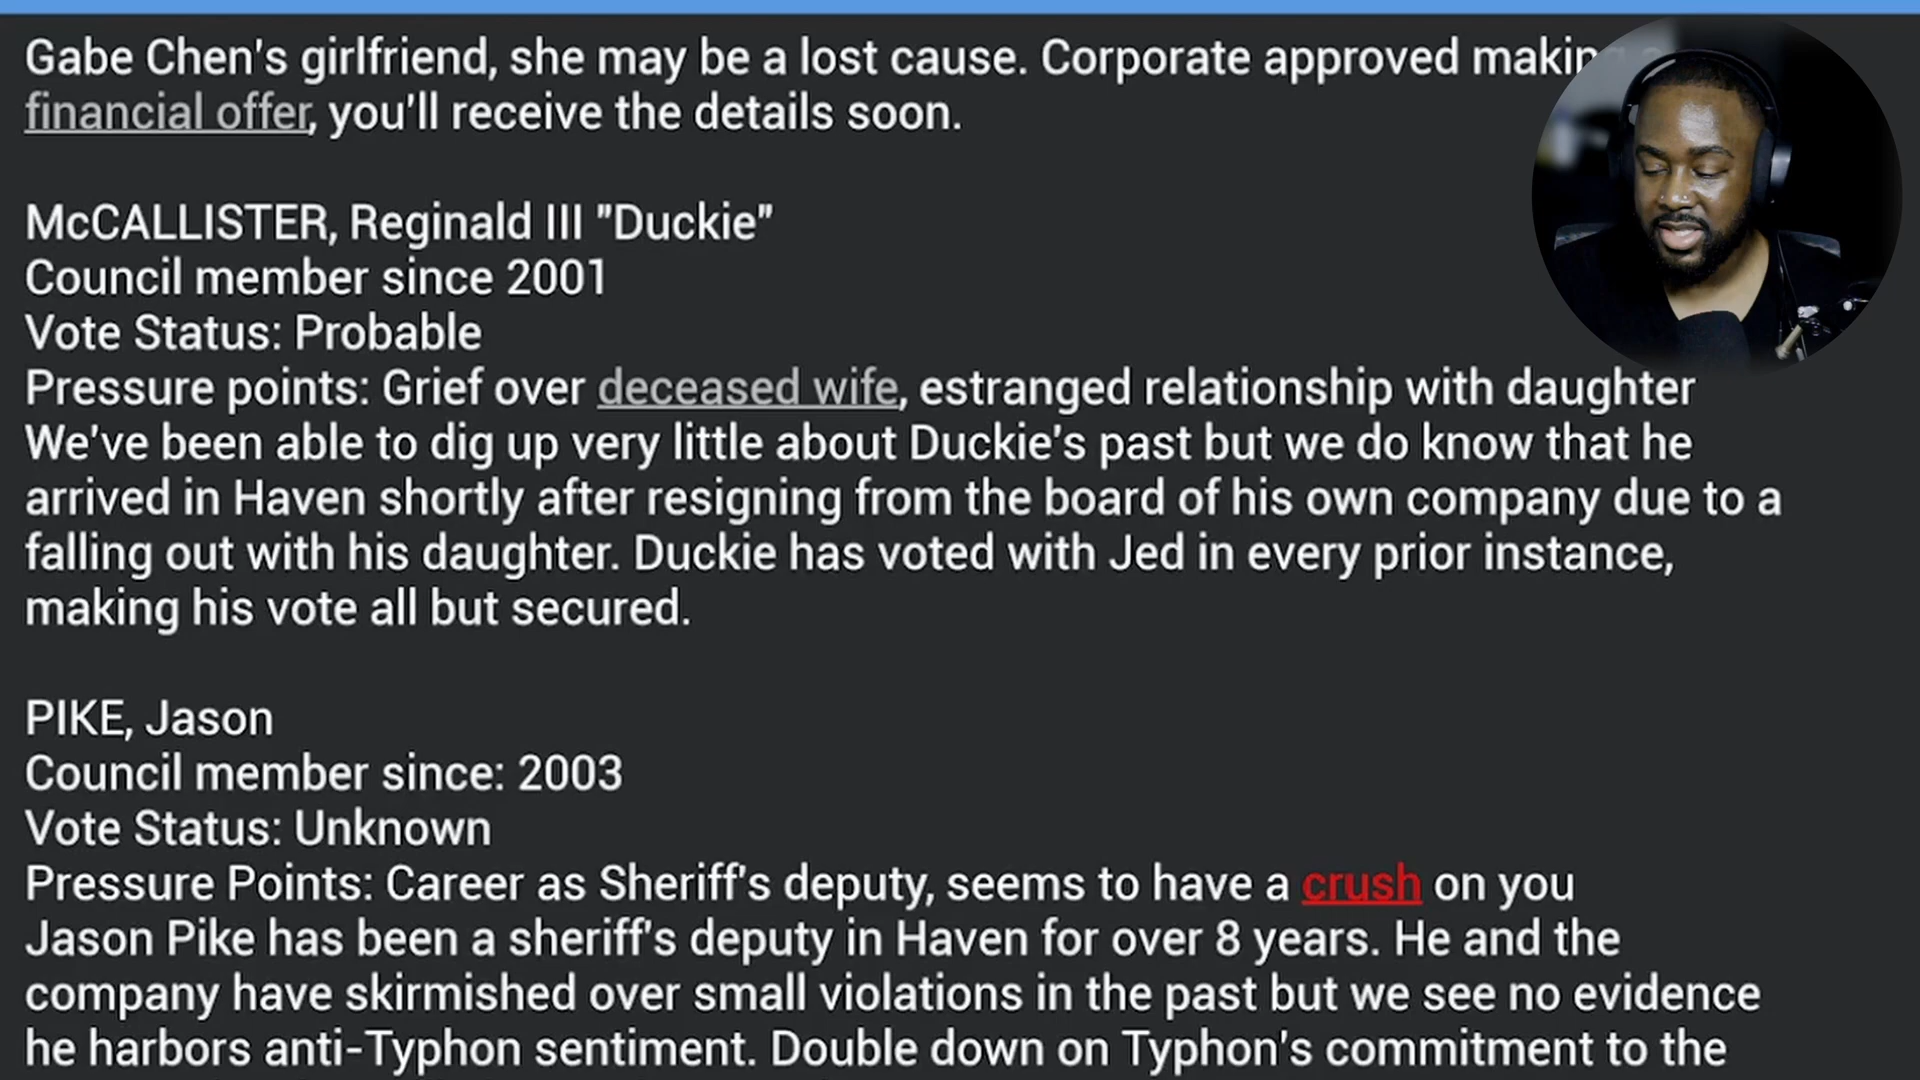 Gabe Chen's girlfriend, she may be a lost cause. Corporate approved making a
financial offer, you'll receive the details soon.
McCALLISTER, Reginald III "Duckie"
Council member since 2001
Vote Status: Probable
Pressure points: Grief over deceased wife, estranged relationship with daughter
We've been able to dig up very little about Duckie's past but we do know that he
arrived in Haven shortly after resigning from the board of his own company due to a
falling out with his daughter. Duckie has voted with Jed in every prior instance,
making his vote all but secured.
PIKE, Jason
Council member since: 2003
Vote Status: Unknown
Pressure Points: Career as Sheriff's deputy, seems to have a crush on you
Jason Pike has been a sheriff's deputy in Haven for over 8 years. He and the
company have skirmished over small violations in the past but we see no evidence
he harbors anti-Typhon sentiment. Double down on Typhon's commitment to the